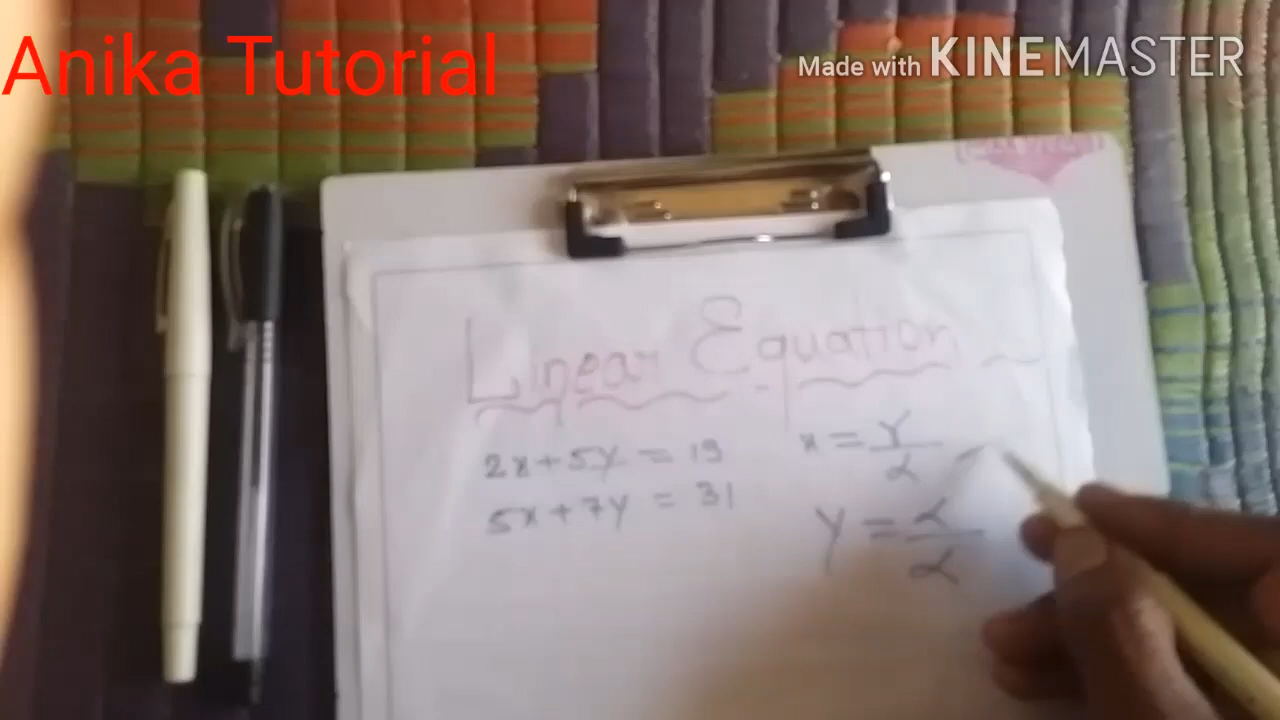 Anika Tutorial
Made with KINEMASTER
Linear Equation
2x+5y = 19
5x+7y = 31
x = Y/α
y = α/α